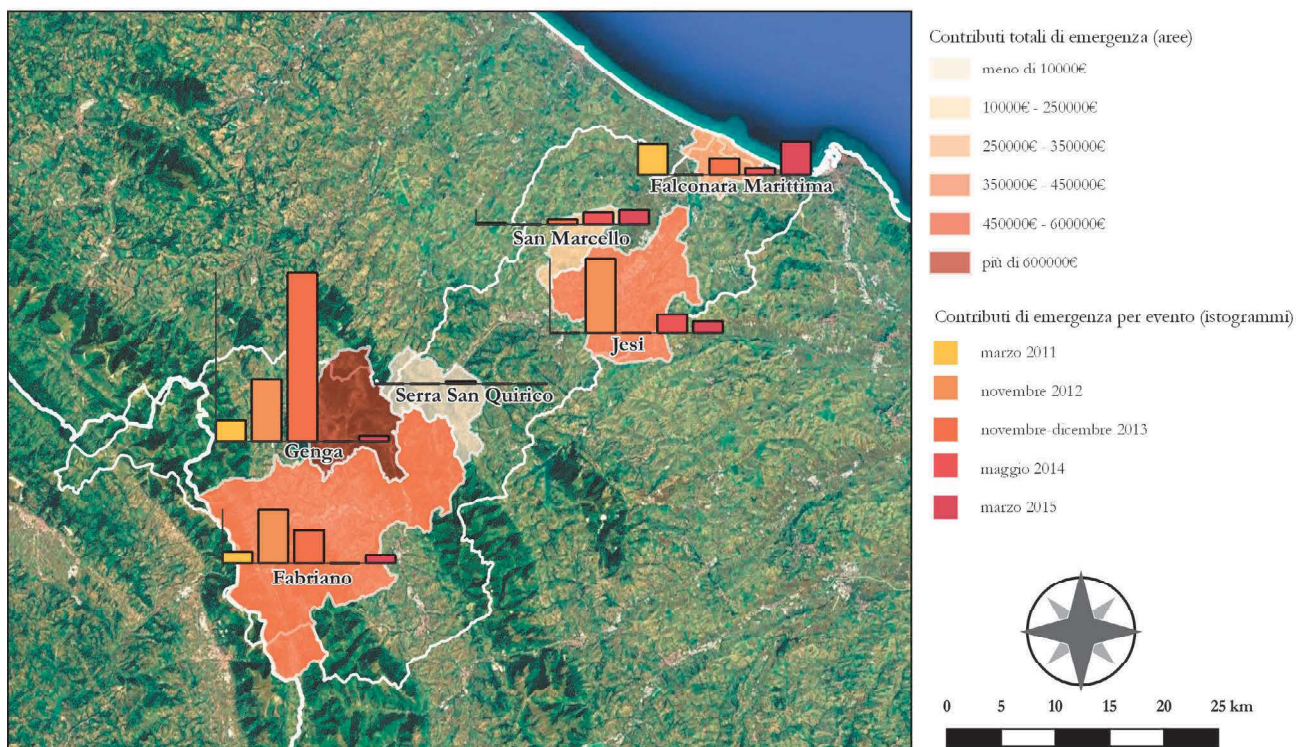 Falconara Marittima
San Marcello
Jesi
Serra San Quirico
Genga
Fabriano
Contributi totali di emergenza (aree)
meno di 10000€
10000€ - 250000€
250000€ - 350000€
350000€ - 450000€
450000€ - 600000€
più di 600000€
Contributi di emergenza per evento (istogrammi)
marzo 2011
novembre 2012
novembre-dicembre 2013
maggio 2014
marzo 2015
0 5 10 15 20 25 km